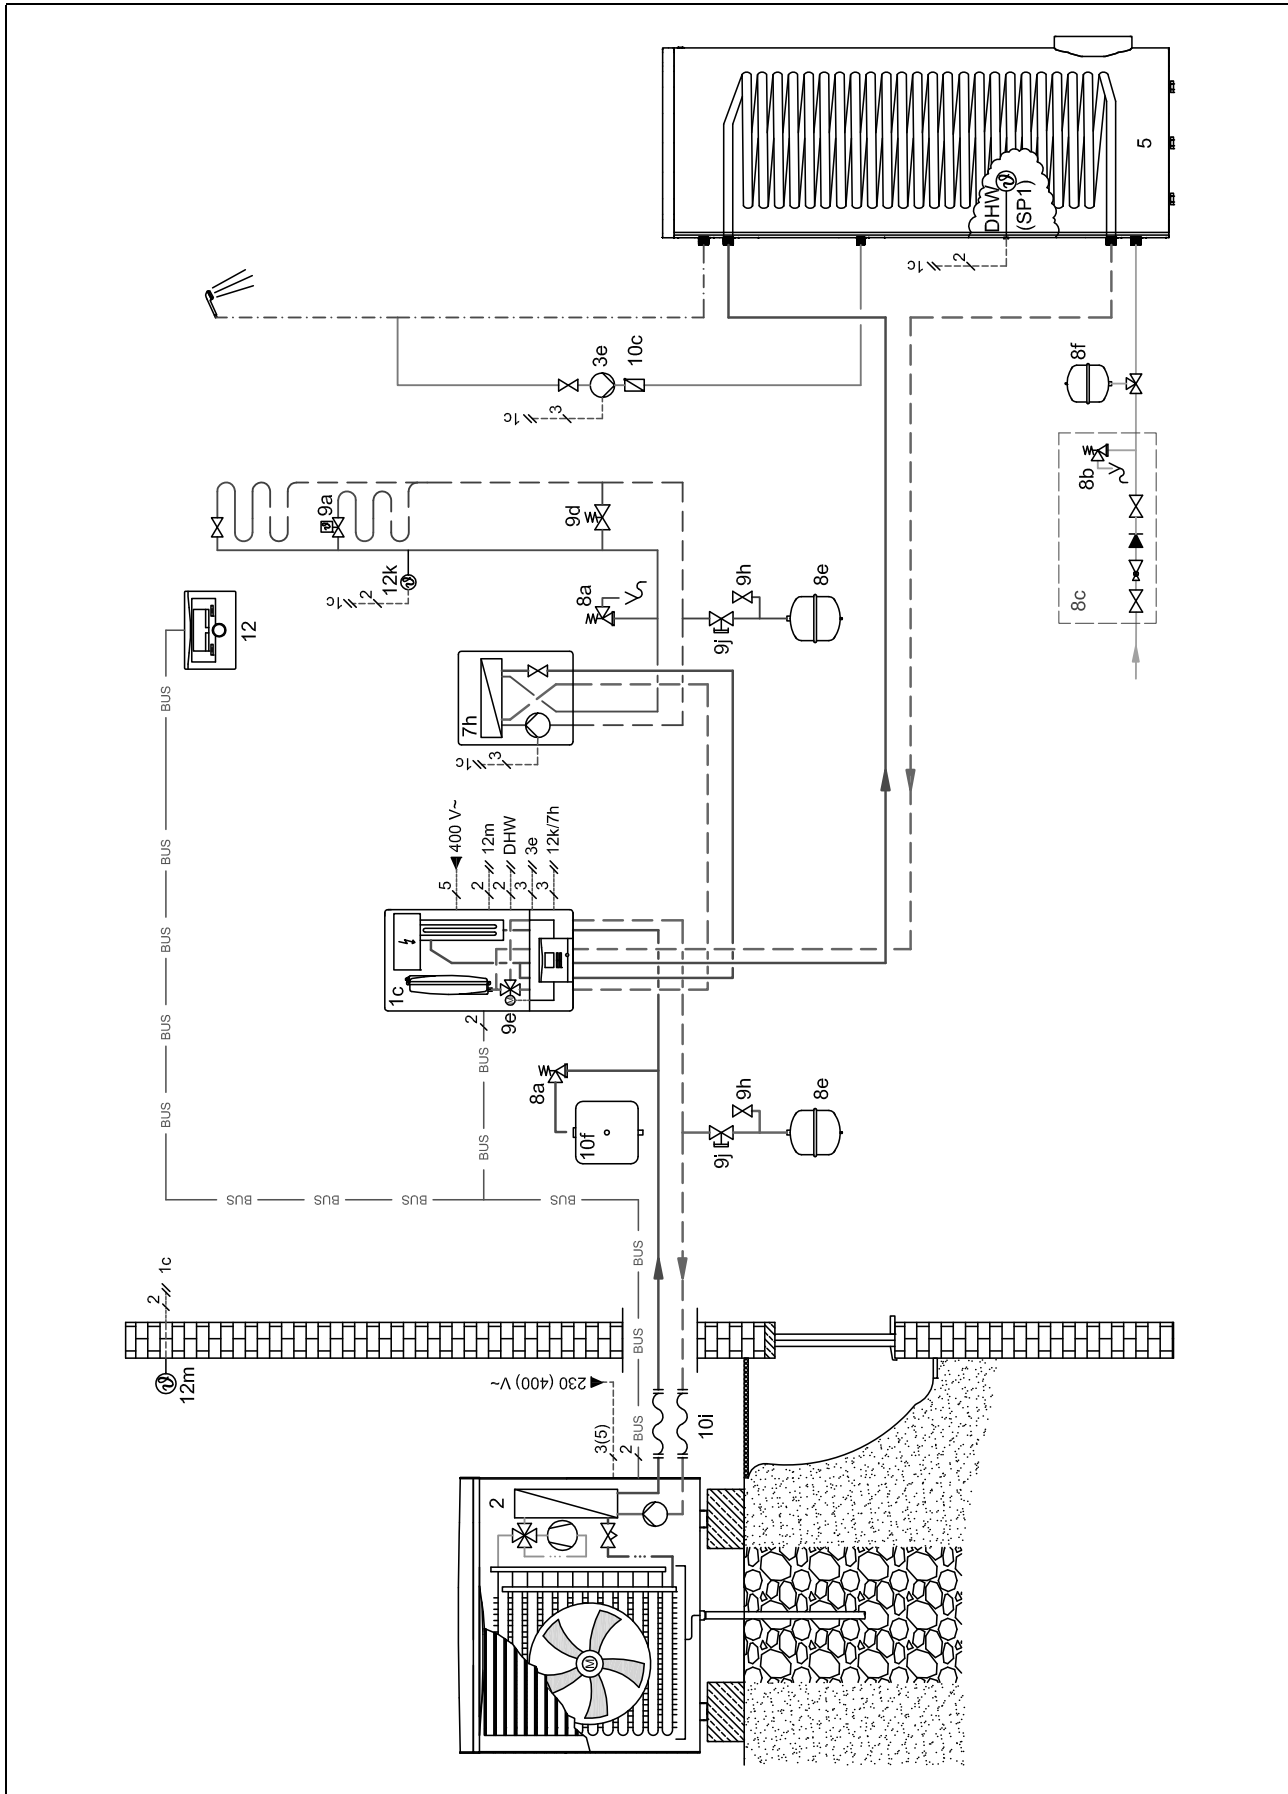 5
DHW
(SP1)
2
1c
3e
10c
3
1c
8f
8b
8c
9a
9d
12k
2
1c
12
8a
9h
8e
9j
BUS
7h
3
1c
BUS
400 V~
12m
DHW
3e
12k/7h
5
2
2
3
3
BUS
1c
9e
M
2
BUS
BUS
8a
10f
9h
8e
9j
BUS
BUS
BUS
BUS
BUS
BUS
BUS
1c
2
12m
BUS
230 (400) V~
3(5)
2
BUS
10i
2
M